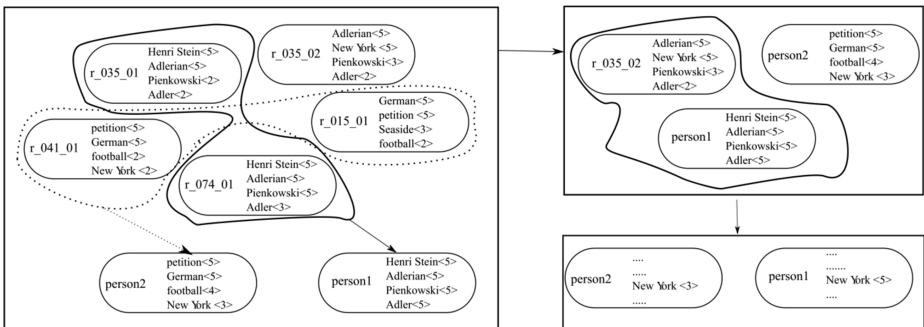 r_035_01
Henri Stein<5>
Adlerian<5>
Pienkowski<2>
Adler<2>
r_035_02
Adlerian<5>
New York <5>
Pienkowski<3>
Adler<2>
r_015_01
German<5>
petition <5>
Seaside<3>
football<2>
r_041_01
petition<5>
German<5>
football<2>
New York <2>
r_074_01
Henri Stein<5>
Adlerian<5>
Pienkowski<5>
Adler<3>
person2
petition<5>
German<5>
football<4>
New York <3>
person1
Henri Stein<5>
Adlerian<5>
Pienkowski<5>
Adler<5>
r_035_02
Adlerian<5>
New York <5>
Pienkowski<3>
Adler<2>
person2
petition<5>
German<5>
football<4>
New York <3>
person1
Henri Stein<5>
Adlerian<5>
Pienkowski<5>
Adler<5>
person2
....
.....
New York <3>
.....
person1
....
.......
New York <5>
....